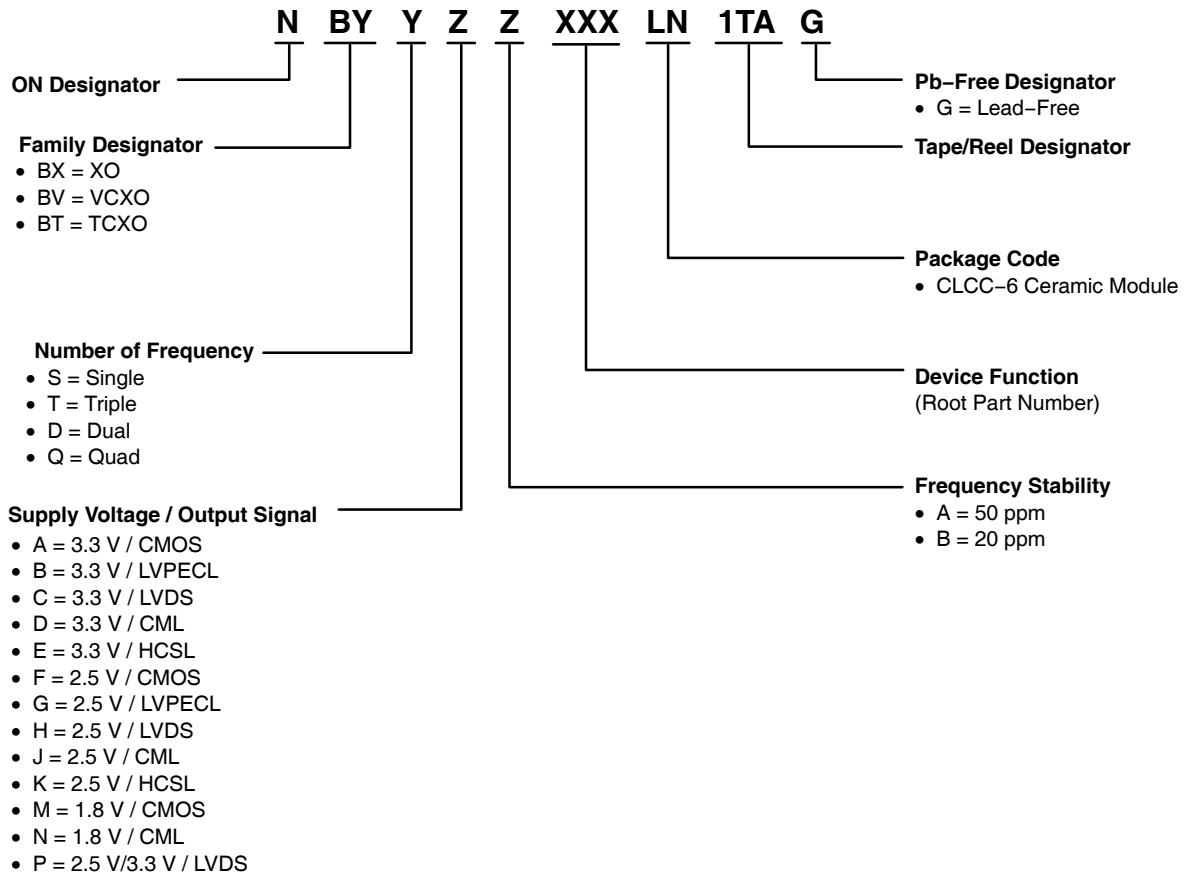 N BY Y Z Z XXX LN 1TA G
ON Designator
Family Designator
• BX = XO
• BV = VCXO
• BT = TCXO
Number of Frequency
• S = Single
• T = Triple
• D = Dual
• Q = Quad
Supply Voltage / Output Signal
• A = 3.3 V / CMOS
• B = 3.3 V / LVPECL
• C = 3.3 V / LVDS
• D = 3.3 V / CML
• E = 3.3 V / HCSL
• F = 2.5 V / CMOS
• G = 2.5 V / LVPECL
• H = 2.5 V / LVDS
• J = 2.5 V / CML
• K = 2.5 V / HCSL
• M = 1.8 V / CMOS
• N = 1.8 V / CML
• P = 2.5 V/3.3 V / LVDS
Pb−Free Designator
• G = Lead−Free
Tape/Reel Designator
Package Code
• CLCC−6 Ceramic Module
Device Function
(Root Part Number)
Frequency Stability
• A = 50 ppm
• B = 20 ppm